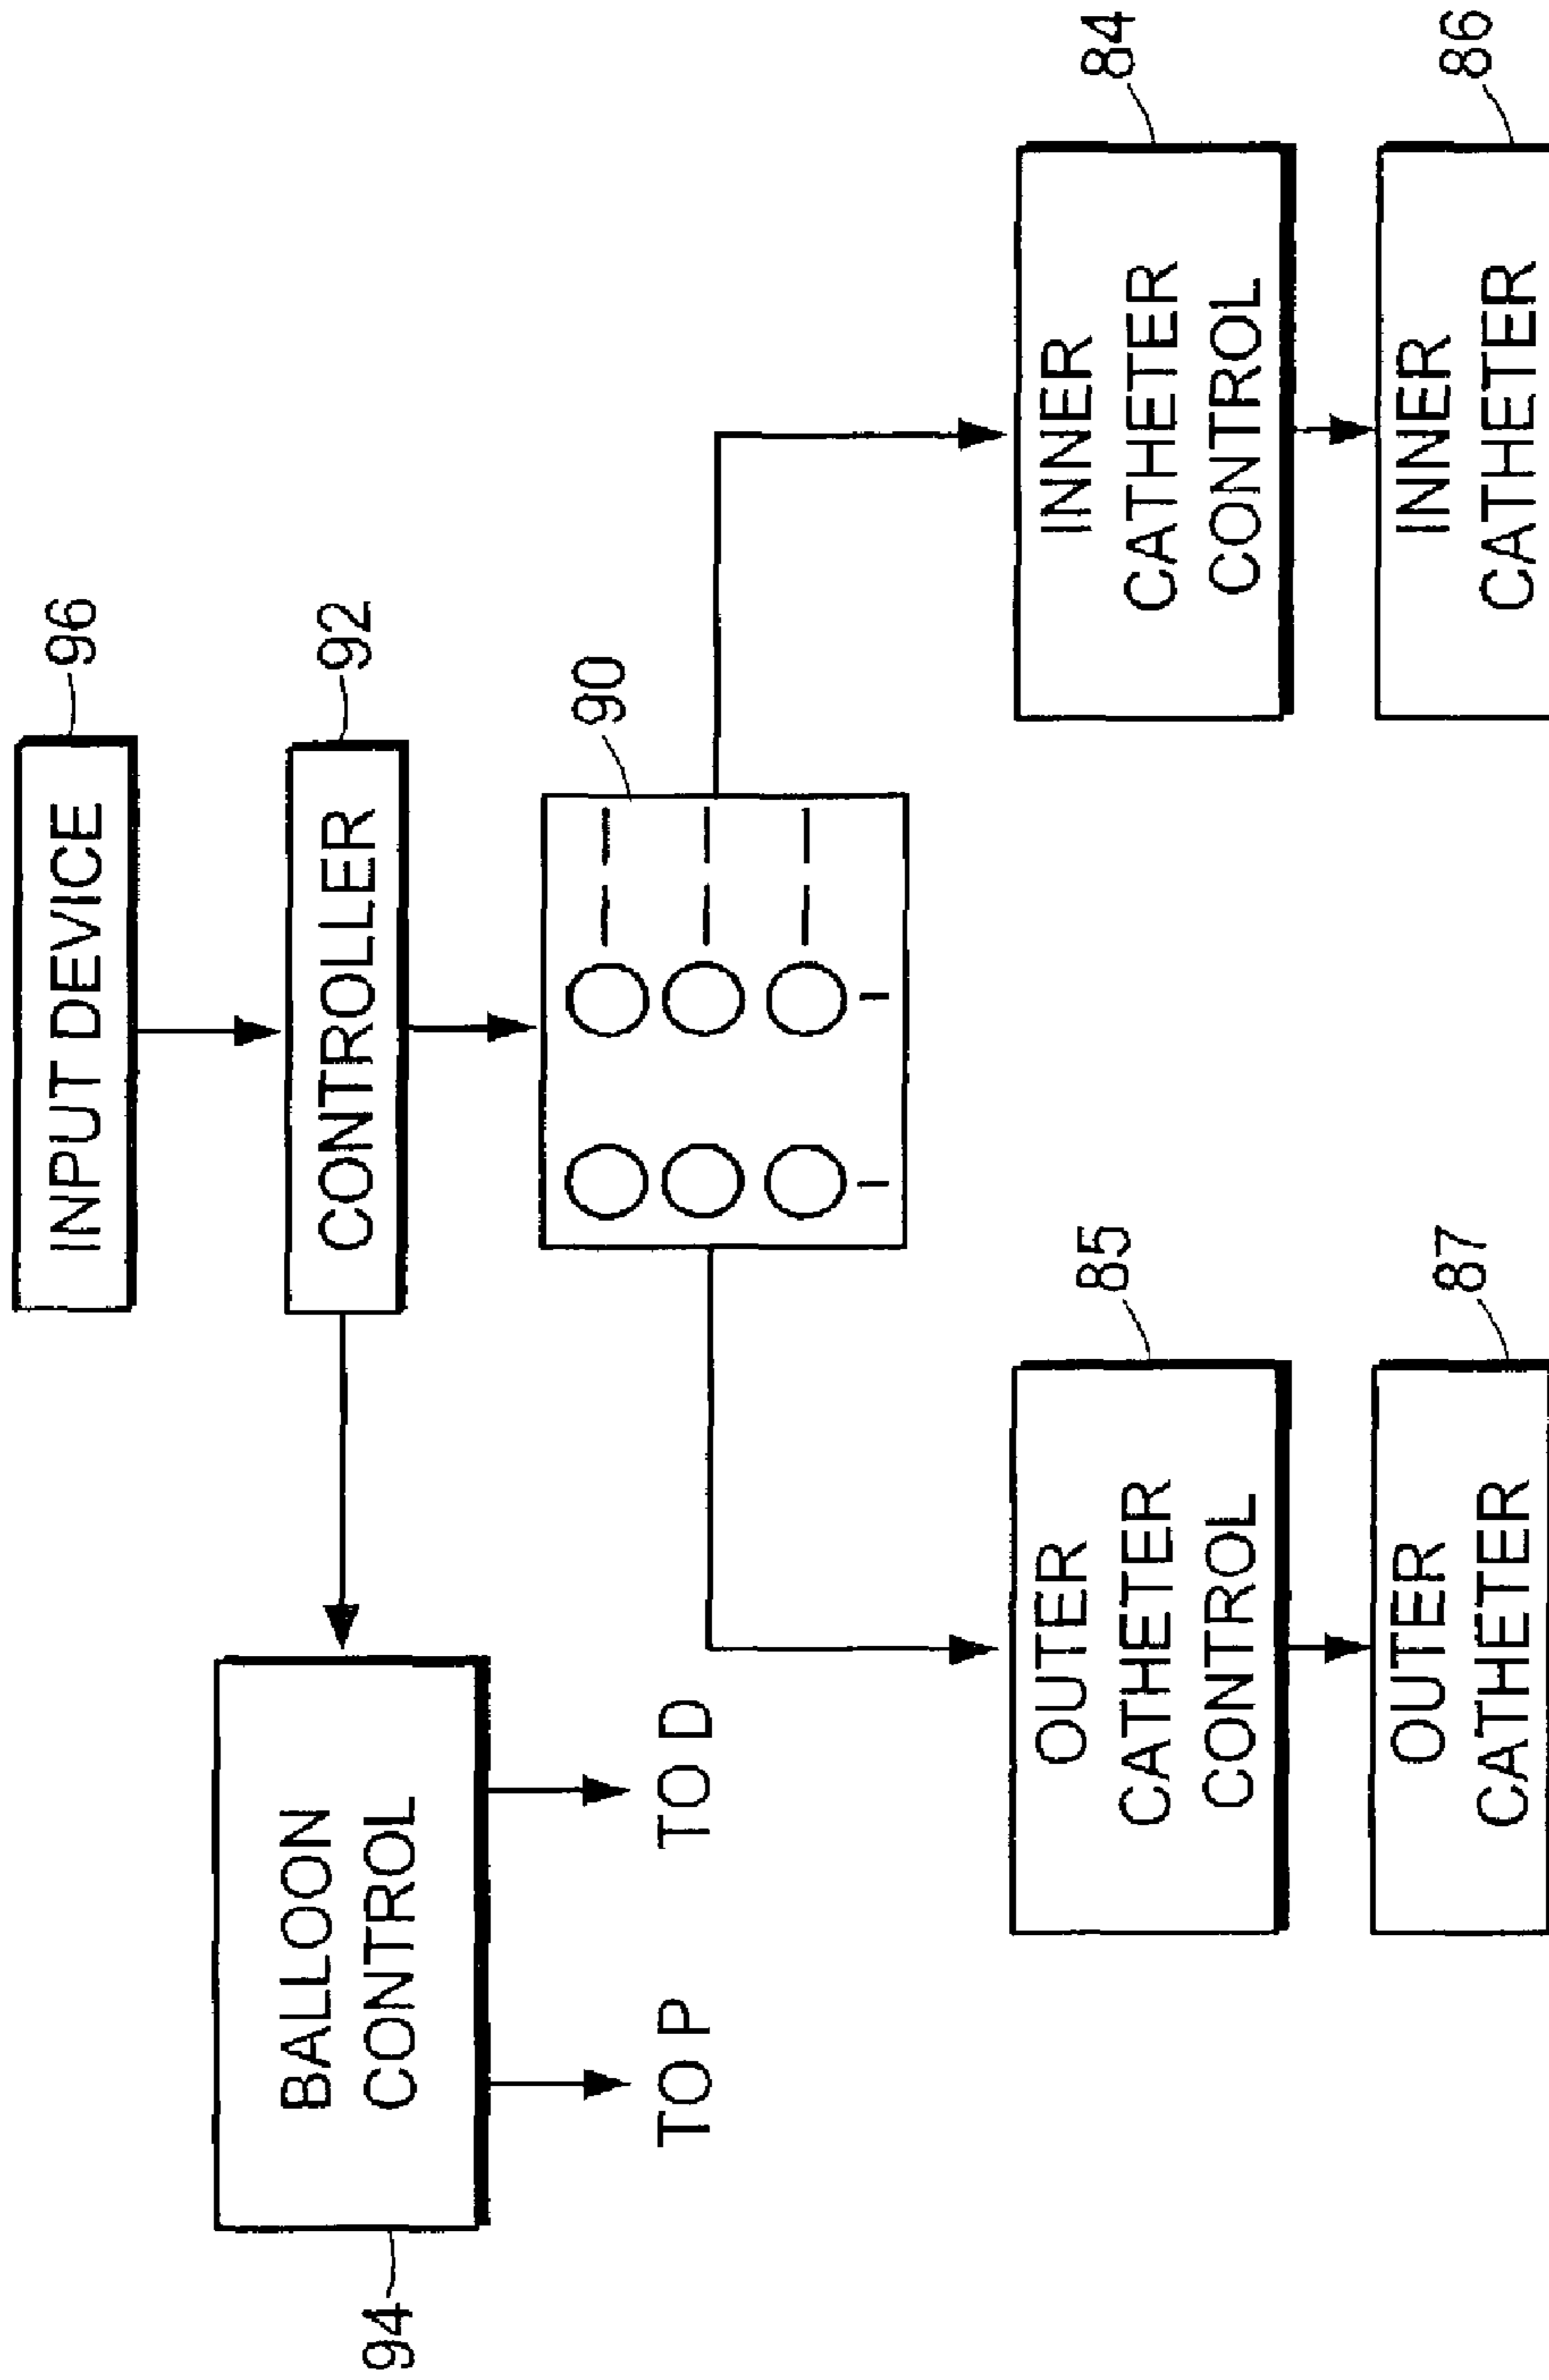 INPUT DEVICE
96
CONTROLLER
92
BALLOON
CONTROL
94
TO P
TO D
90
OUTER
CATHETER
CONTROL
85
INNER
CATHETER
CONTROL
84
OUTER
CATHETER
87
INNER
CATHETER
86